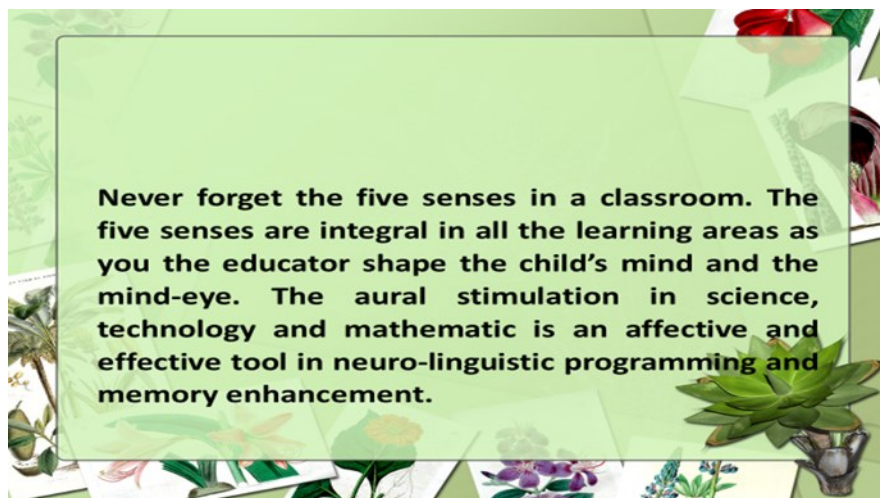 Never forget the five senses in a classroom. The
five senses are integral in all the learning areas as
you the educator shape the child’s mind and the
mind-eye. The aural stimulation in science,
technology and mathematic is an affective and
effective tool in neuro-linguistic programming and
memory enhancement.